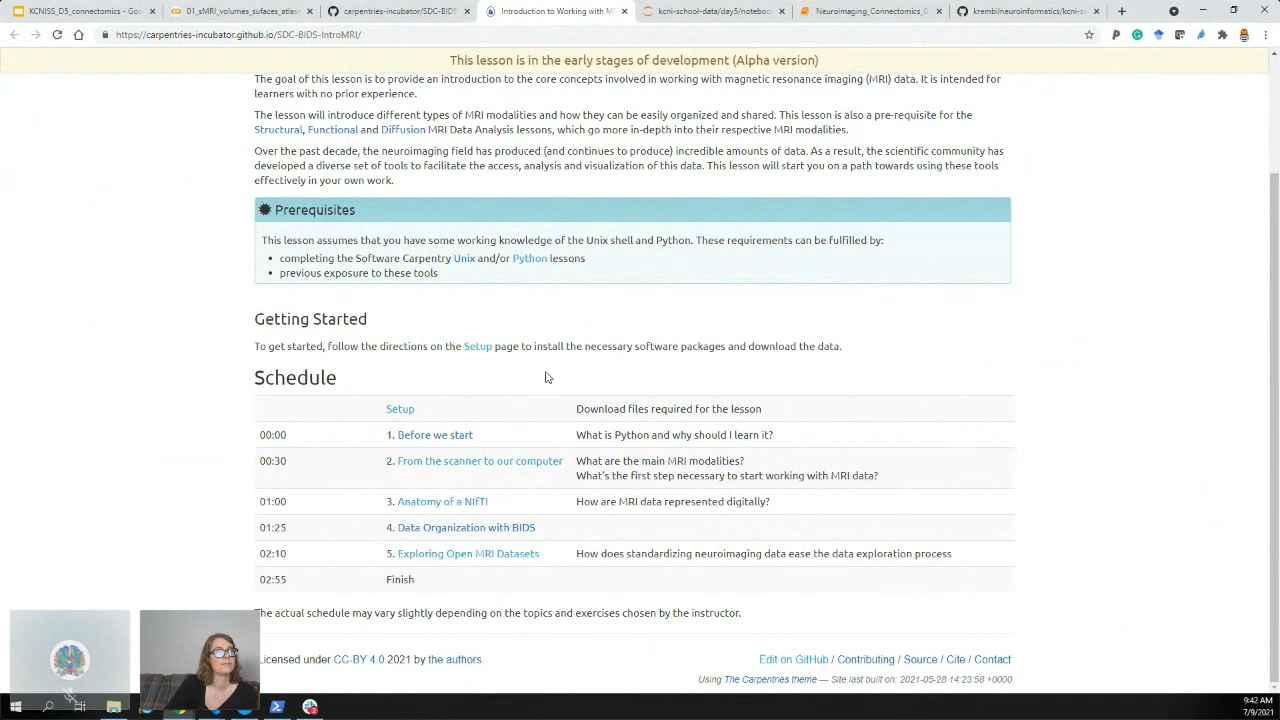 KCNISS_D5_connectomics - Goo
01_sMRI_volumes_sufaces_atlas
carpentries-incubator/SDC-BIDS
Introduction to Working with M
kcni-school-data/day5/notebook
Neuroimaging_Connectomics_0
krembilneuroinformatics/kcni-sc
https://carpentries-incubator.github.io/SDC-BIDS-IntroMRI/
This lesson is in the early stages of development (Alpha version)
The goal of this lesson is to provide an introduction to the core concepts involved in working with magnetic resonance imaging (MRI) data. It is intended for
learners with no prior experience.
The lesson will introduce different types of MRI modalities and how they can be easily organized and shared. This lesson is also a pre-requisite for the
Structural, Functional and Diffusion MRI Data Analysis lessons, which go more in-depth into their respective MRI modalities.
Over the past decade, the neuroimaging field has produced (and continues to produce) incredible amounts of data. As a result, the scientific community has
developed a diverse set of tools to facilitate the access, analysis and visualization of this data. This lesson will start you on a path towards using these tools
effectively in your own work.
Prerequisites
This lesson assumes that you have some working knowledge of the Unix shell and Python. These requirements can be fulfilled by:
• completing the Software Carpentry Unix and/or Python lessons
• previous exposure to these tools
Getting Started
To get started, follow the directions on the Setup page to install the necessary software packages and download the data.
Schedule
Setup Download files required for the lesson
00:00 1. Before we start What is Python and why should I learn it?
00:30 2. From the scanner to our computer What are the main MRI modalities?
What's the first step necessary to start working with MRI data?
01:00 3. Anatomy of a NIfTI How are MRI data represented digitally?
01:25 4. Data Organization with BIDS
02:10 5. Exploring Open MRI Datasets How does standardizing neuroimaging data ease the data exploration process
02:55 Finish
The actual schedule may vary slightly depending on the topics and exercises chosen by the instructor.
Licensed under CC-BY 4.0 2021 by the authors.
Edit on GitHub / Contributing / Source / Cite / Contact
Using The Carpentries theme — Site last built on: 2021-05-28 14:23:58 +0000.
9:42 AM
7/9/2021